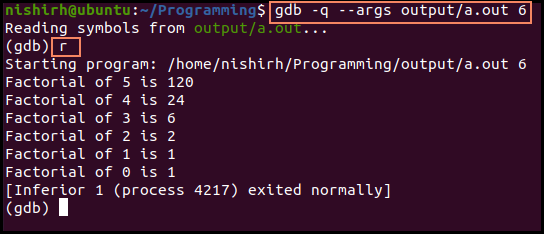 nishirh@ubuntu:~/Programming$ gdb -q --args output/a.out 6
Reading symbols from output/a.out...
(gdb) r
Starting program: /home/nishirh/Programming/output/a.out 6
Factorial of 5 is 120
Factorial of 4 is 24
Factorial of 3 is 6
Factorial of 2 is 2
Factorial of 1 is 1
Factorial of 0 is 1
[Inferior 1 (process 4217) exited normally]
(gdb)